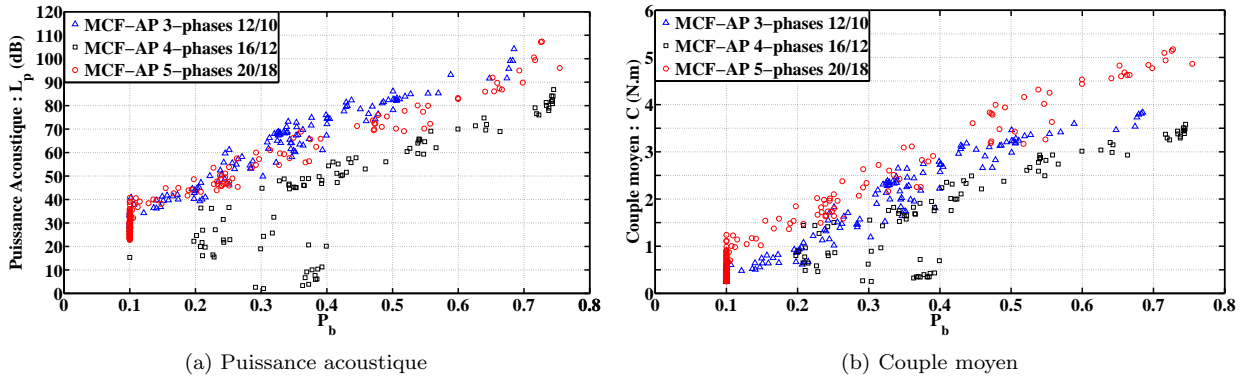 Puissance Acoustique : L_p (dB)
120
110
100
90
80
70
60
50
40
30
20
10
0
MCF−AP 3−phases 12/10
MCF−AP 4−phases 16/12
MCF−AP 5−phases 20/18
0 0.1 0.2 0.3 0.4 0.5 0.6 0.7 0.8
P_b
(a) Puissance acoustique
Couple moyen : C (N.m)
6
5
4
3
2
1
0
MCF−AP 3−phases 12/10
MCF−AP 4−phases 16/12
MCF−AP 5−phases 20/18
0 0.1 0.2 0.3 0.4 0.5 0.6 0.7 0.8
P_b
(b) Couple moyen